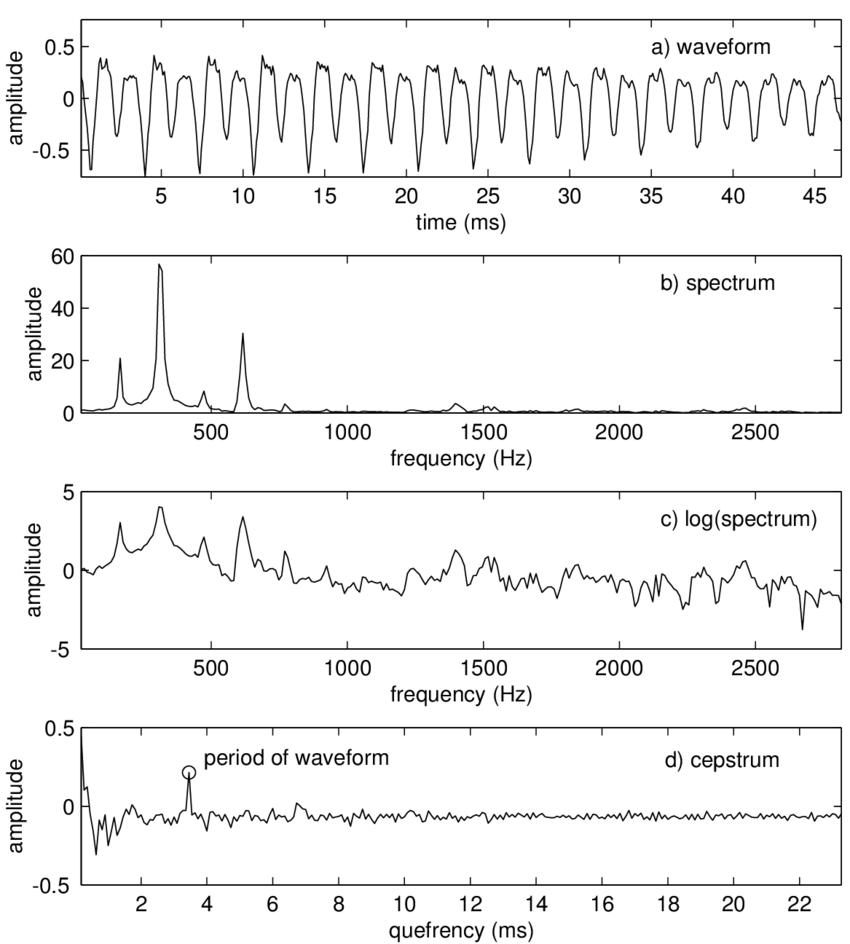 a) waveform
amplitude
0.5
0
-0.5
5 10 15 20 25 30 35 40 45
time (ms)
b) spectrum
amplitude
60
40
20
0
500 1000 1500 2000 2500
frequency (Hz)
c) log(spectrum)
amplitude
5
0
-5
500 1000 1500 2000 2500
frequency (Hz)
d) cepstrum
period of waveform
amplitude
0.5
0
-0.5
2 4 6 8 10 12 14 16 18 20 22
quefrency (ms)